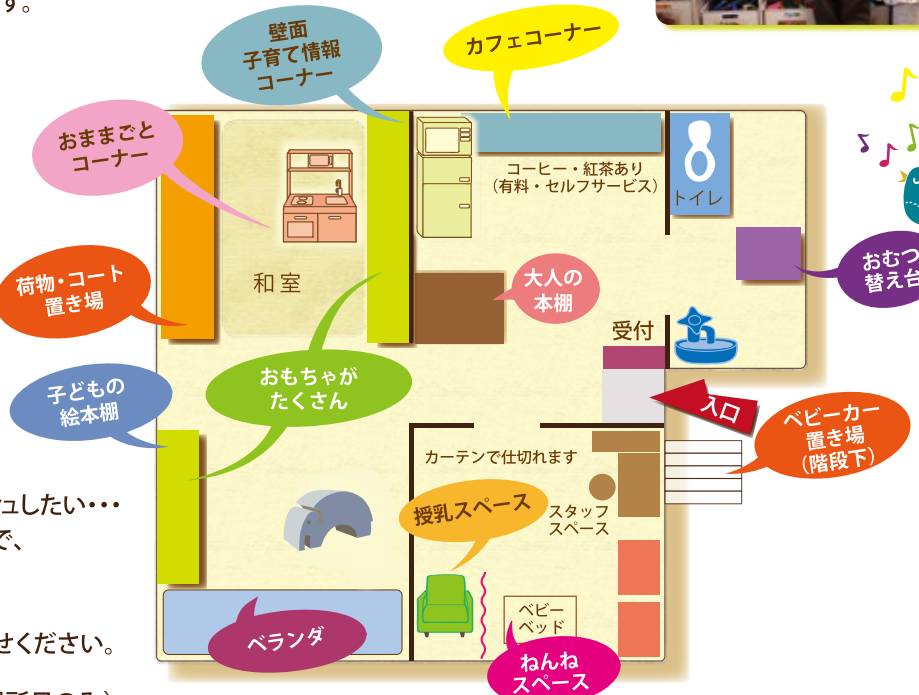 す。
壁面
子育て情報
コーナー
カフェコーナー
おままごと
コーナー
コーヒー・紅茶あり
（有料・セルフサービス）
トイレ
荷物・コート
置き場
和室
大人の
本棚
おむつ
替え台
受付
子どもの
絵本棚
おもちゃが
たくさん
入口
ベビーカー
置き場
（階段下）
カーテンで仕切れます
授乳スペース
スタッフ
スペース
シュしたい・・・
で、
ベビー
ベッド
ベランダ
せください。
ねんね
スペース